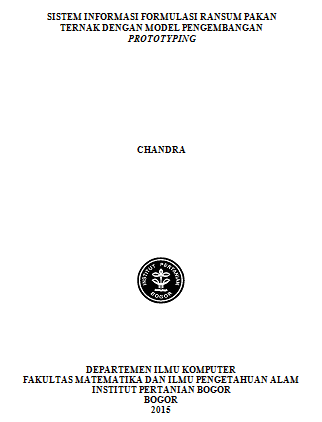 SISTEM INFORMASI FORMULASI RANSUM PAKAN
TERNAK DENGAN MODEL PENGEMBANGAN
PROTOTYPING
CHANDRA
INSTITUT PERTANIAN
BOGOR
DEPARTEMEN ILMU KOMPUTER
FAKULTAS MATEMATIKA DAN ILMU PENGETAHUAN ALAM
INSTITUT PERTANIAN BOGOR
BOGOR
2015